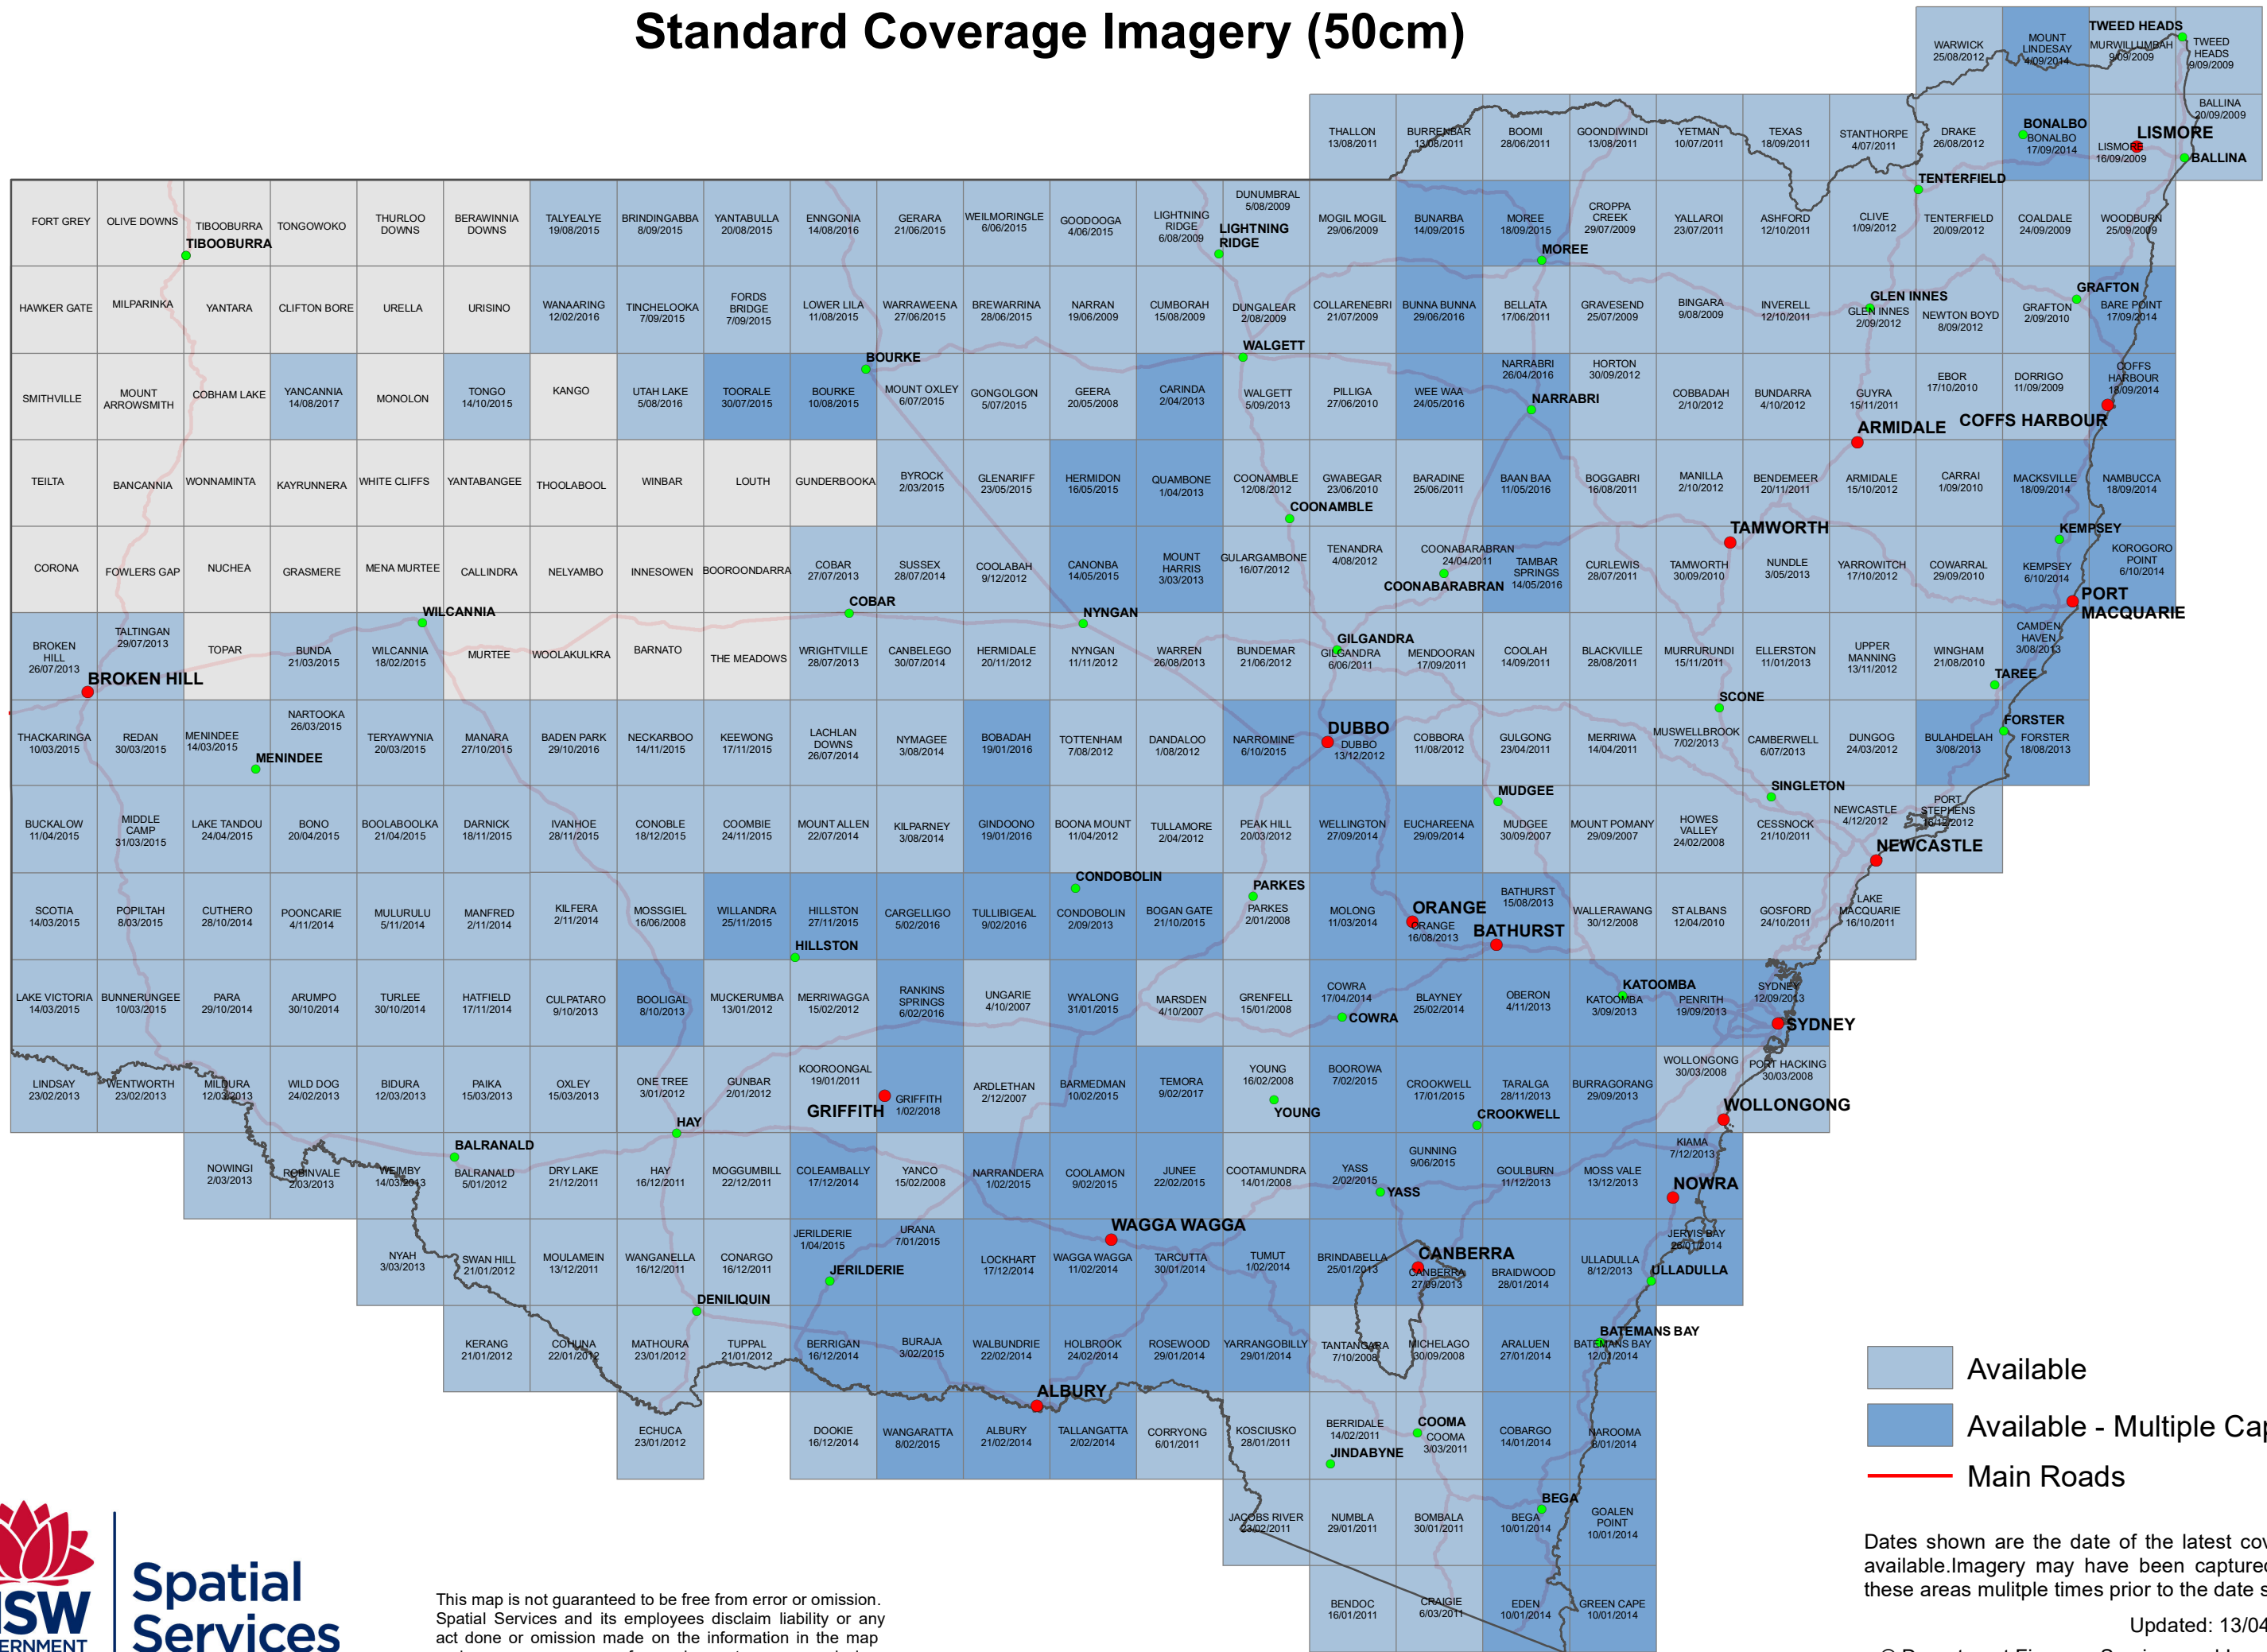 Standard Coverage Imagery (50cm)
WARWICK
25/08/2012
MOUNT
LINDESAY
4/09/2014
TWEED HEADS
MURWILLUMBAH
9/09/2009
TWEED
HEADS
9/09/2009
THALLON
13/08/2011
BURRENBAR
13/08/2011
BOOMI
28/06/2011
GOONDIWINDI
13/08/2011
YETMAN
10/07/2011
TEXAS
18/09/2011
STANTHORPE
4/07/2011
DRAKE
26/08/2012
BONALBO
BONALBO
17/09/2014
LISMORE
LISMORE
16/09/2009
BALLINA
20/09/2009
BALLINA
TENTERFIELD
FORT GREY
OLIVE DOWNS
TIBOOBURRA
TIBOOBURRA
TONGOWOKO
THURLOO
DOWNS
BERAWINNIA
DOWNS
TALYEALYE
19/08/2015
BRINDINGABBA
8/09/2015
YANTABULLA
20/08/2015
ENNGONIA
14/08/2016
GERARA
21/06/2015
WEILMORINGLE
6/06/2015
GOODOOGA
4/06/2015
LIGHTNING
RIDGE
6/08/2009
DUNUMBRAL
5/08/2009
LIGHTNING
RIDGE
MOGIL MOGIL
29/06/2009
BUNARBA
14/09/2015
MOREE
18/09/2015
MOREE
CROPPA
CREEK
29/07/2009
YALLAROI
23/07/2011
ASHFORD
12/10/2011
CLIVE
1/09/2012
TENTERFIELD
20/09/2012
COALDALE
24/09/2009
WOODBURN
25/09/2009
HAWKER GATE
MILPARINKA
YANTARA
CLIFTON BORE
URELLA
URISINO
WANAARING
12/02/2016
TINCHELOOKA
7/09/2015
FORDS
BRIDGE
7/09/2015
LOWER LILA
11/08/2015
WARRAWEENA
27/06/2015
BREWARRINA
28/06/2015
NARRAN
19/06/2009
CUMBORAH
15/08/2009
DUNGALEAR
2/08/2009
COLLARENEBRI
21/07/2009
BUNNA BUNNA
29/06/2016
BELLATA
17/06/2011
GRAVESEND
25/07/2009
BINGARA
9/08/2009
INVERELL
12/10/2011
GLEN INNES
GLEN INNES
2/09/2012
NEWTON BOYD
8/09/2012
GRAFTON
GRAFTON
2/09/2010
BARE POINT
17/09/2014
SMITHVILLE
MOUNT
ARROWSMITH
COBHAM LAKE
YANCANNIA
14/08/2017
MONOLON
TONGO
14/10/2015
KANGO
UTAH LAKE
5/08/2016
TOORALE
30/07/2015
BOURKE
10/08/2015
BOURKE
MOUNT OXLEY
6/07/2015
GONGOLGON
5/07/2015
GEERA
20/05/2008
CARINDA
2/04/2013
WALGETT
WALGETT
5/09/2013
PILLIGA
27/06/2010
WEE WAA
24/05/2016
NARRABRI
26/04/2016
NARRABRI
HORTON
30/09/2012
COBBADAH
2/10/2012
BUNDARRA
4/10/2012
GUYRA
15/11/2011
EBOR
17/10/2010
DORRIGO
11/09/2009
COFFS
HARBOUR
18/09/2014
COFFS HARBOUR
ARMIDALE
TEILTA
BANCANNIA
WONNAMINTA
KAYRUNNERA
WHITE CLIFFS
YANTABANGEE
THOOLABOOL
WINBAR
LOUTH
GUNDERBOOKA
BYROCK
2/03/2015
GLENARIFF
23/05/2015
HERMIDON
16/05/2015
QUAMBONE
1/04/2013
COONAMBLE
12/08/2012
COONAMBLE
GWABEGAR
23/06/2010
BARADINE
25/06/2011
BAAN BAA
11/05/2016
BOGGABRI
16/08/2011
MANILLA
2/10/2012
BENDEMEER
20/11/2011
ARMIDALE
15/10/2012
CARRAI
1/09/2010
MACKSVILLE
18/09/2014
NAMBUCCA
18/09/2014
CORONA
FOWLERS GAP
NUCHEA
GRASMERE
MENA MURTEE
CALLINDRA
NELYAMBO
INNESOWEN
BOOROONDARRA
COBAR
27/07/2013
COBAR
SUSSEX
28/07/2014
COOLABAH
9/12/2012
CANONBA
14/05/2015
MOUNT
HARRIS
3/03/2013
GULARGAMBONE
16/07/2012
TENANDRA
4/08/2012
COONABARABRAN
24/04/2011
COONABARABRAN
TAMBAR
SPRINGS
14/05/2016
CURLEWIS
28/07/2011
TAMWORTH
TAMWORTH
30/09/2010
NUNDLE
3/05/2013
YARROWITCH
17/10/2012
COWARRAL
29/09/2010
KEMPSEY
KEMPSEY
6/10/2014
KOROGORO
POINT
6/10/2014
PORT
MACQUARIE
BROKEN
HILL
26/07/2013
BROKEN HILL
TALTINGAN
29/07/2013
TOPAR
BUNDA
21/03/2015
WILCANNIA
WILCANNIA
18/02/2015
MURTEE
WOOLAKULKRA
BARNATO
THE MEADOWS
WRIGHTVILLE
28/07/2013
CANBELEGO
30/07/2014
HERMIDALE
20/11/2012
NYNGAN
NYNGAN
11/11/2012
WARREN
26/08/2013
BUNDEMAR
21/06/2012
GILGANDRA
GILGANDRA
6/06/2011
MENDOORAN
17/09/2011
COOLAH
14/09/2011
BLACKVILLE
28/08/2011
MURRURUNDI
15/11/2011
ELLERSTON
11/01/2013
UPPER
MANNING
13/11/2012
WINGHAM
21/08/2010
CAMDEN
HAVEN
3/08/2013
TAREE
SCONE
THACKARINGA
10/03/2015
REDAN
30/03/2015
MENINDEE
14/03/2015
MENINDEE
NARTOOKA
26/03/2015
TERYAWYNIA
20/03/2015
MANARA
27/10/2015
BADEN PARK
29/10/2016
NECKARBOO
14/11/2015
KEEWONG
17/11/2015
LACHLAN
DOWNS
26/07/2014
NYMAGEE
3/08/2014
BOBADAH
19/01/2016
TOTTENHAM
7/08/2012
DANDALOO
1/08/2012
NARROMINE
6/10/2015
DUBBO
DUBBO
13/12/2012
COBBORA
11/08/2012
GULGONG
23/04/2011
MERRIWA
14/04/2011
MUSWELLBROOK
7/02/2013
CAMBERWELL
6/07/2013
DUNGOG
24/03/2012
BULAHDELAH
3/08/2013
FORSTER
FORSTER
18/08/2013
BUCKALOW
11/04/2015
MIDDLE
CAMP
31/03/2015
LAKE TANDOU
24/04/2015
BONO
20/04/2015
BOOLABOOLKA
21/04/2015
DARNICK
18/11/2015
IVANHOE
28/11/2015
CONOBLE
18/12/2015
COOMBIE
24/11/2015
MOUNT ALLEN
22/07/2014
KILPARNEY
3/08/2014
GINDOONO
19/01/2016
BOONA MOUNT
11/04/2012
TULLAMORE
2/04/2012
PEAK HILL
20/03/2012
WELLINGTON
27/09/2014
EUCHAREENA
29/09/2014
MUDGEE
MUDGEE
30/09/2007
MOUNT POMANY
29/09/2007
HOWES
VALLEY
24/02/2008
SINGLETON
CESSNOCK
21/10/2011
NEWCASTLE
4/12/2012
PORT
STEPHENS
16/12/2012
NEWCASTLE
SCOTIA
14/03/2015
POPILTAH
8/03/2015
CUTHERO
28/10/2014
POONCARIE
4/11/2014
MULURULU
5/11/2014
MANFRED
2/11/2014
KILFERA
2/11/2014
MOSSGIEL
16/06/2008
WILLANDRA
25/11/2015
HILLSTON
27/11/2015
HILLSTON
CARGELLIGO
5/02/2016
TULLIBIGEAL
9/02/2016
CONDOBOLIN
CONDOBOLIN
2/09/2013
BOGAN GATE
21/10/2015
PARKES
PARKES
2/01/2008
MOLONG
11/03/2014
ORANGE
ORANGE
16/08/2013
BATHURST
15/08/2013
BATHURST
WALLERAWANG
30/12/2008
ST ALBANS
12/04/2010
GOSFORD
24/10/2011
LAKE
MACQUARIE
16/10/2011
LAKE VICTORIA
14/03/2015
BUNNERUNGEE
10/03/2015
PARA
29/10/2014
ARUMPO
30/10/2014
TURLEE
30/10/2014
HATFIELD
17/11/2014
CULPATARO
9/10/2013
BOOLIGAL
8/10/2013
MUCKERUMBA
13/01/2012
MERRIWAGGA
15/02/2012
RANKINS
SPRINGS
6/02/2016
UNGARIE
4/10/2007
WYALONG
31/01/2015
MARSDEN
4/10/2007
GRENFELL
15/01/2008
COWRA
17/04/2014
COWRA
BLAYNEY
25/02/2014
OBERON
4/11/2013
KATOOMBA
KATOOMBA
3/09/2013
PENRITH
19/09/2013
SYDNEY
12/09/2013
SYDNEY
LINDSAY
23/02/2013
WENTWORTH
23/02/2013
MILDURA
12/03/2013
WILD DOG
24/02/2013
BIDURA
12/03/2013
PAIKA
15/03/2013
OXLEY
15/03/2013
ONE TREE
3/01/2012
HAY
GUNBAR
2/01/2012
KOOROONGAL
19/01/2011
GRIFFITH
GRIFFITH
1/02/2018
ARDLETHAN
2/12/2007
BARMEDMAN
10/02/2015
TEMORA
9/02/2017
YOUNG
16/02/2008
YOUNG
BOOROWA
7/02/2015
CROOKWELL
17/01/2015
TARALGA
28/11/2013
CROOKWELL
BURRAGORANG
29/09/2013
WOLLONGONG
30/03/2008
PORT HACKING
30/03/2008
WOLLONGONG
NOWINGI
2/03/2013
ROBINVALE
2/03/2013
WEIMBY
14/03/2013
BALRANALD
BALRANALD
5/01/2012
DRY LAKE
21/12/2011
HAY
16/12/2011
MOGGUMBILL
22/12/2011
COLEAMBALLY
17/12/2014
YANCO
15/02/2008
NARRANDERA
1/02/2015
COOLAMON
9/02/2015
JUNEE
22/02/2015
COOTAMUNDRA
14/01/2008
YASS
2/02/2015
YASS
GUNNING
9/06/2015
GOULBURN
11/12/2013
MOSS VALE
13/12/2013
KIAMA
7/12/2013
NOWRA
NYAH
3/03/2013
SWAN HILL
21/01/2012
MOULAMEIN
13/12/2011
WANGANELLA
16/12/2011
CONARGO
16/12/2011
JERILDERIE
1/04/2015
JERILDERIE
URANA
7/01/2015
LOCKHART
17/12/2014
WAGGA WAGGA
WAGGA WAGGA
11/02/2014
TARCUTTA
30/01/2014
TUMUT
1/02/2014
BRINDABELLA
25/01/2013
CANBERRA
CANBERRA
27/09/2013
BRAIDWOOD
28/01/2014
ULLADULLA
8/12/2013
JERVIS BAY
26/01/2014
ULLADULLA
DENILIQUIN
KERANG
21/01/2012
COHUNA
22/01/2012
MATHOURA
23/01/2012
TUPPAL
21/01/2012
BERRIGAN
16/12/2014
BURAJA
3/02/2015
WALBUNDRIE
22/02/2014
HOLBROOK
24/02/2014
ROSEWOOD
29/01/2014
YARRANGOBILLY
29/01/2014
TANTANGARA
7/10/2008
MICHELAGO
30/09/2008
ARALUEN
27/01/2014
BATEMANS BAY
BATEMANS BAY
12/01/2014
ALBURY
ECHUCA
23/01/2012
DOOKIE
16/12/2014
WANGARATTA
8/02/2015
ALBURY
21/02/2014
TALLANGATTA
2/02/2014
CORRYONG
6/01/2011
KOSCIUSKO
28/01/2011
BERRIDALE
14/02/2011
JINDABYNE
COOMA
COOMA
3/03/2011
COBARGO
14/01/2014
NAROOMA
8/01/2014
JACOBS RIVER
23/02/2011
NUMBLA
29/01/2011
BOMBALA
30/01/2011
BEGA
BEGA
10/01/2014
GOALEN
POINT
10/01/2014
BENDOC
16/01/2011
CRAIGIE
6/03/2011
EDEN
10/01/2014
GREEN CAPE
10/01/2014
Available
Available - Multiple Cap
Main Roads
Dates shown are the date of the latest cov
available.Imagery may have been captured
these areas mulitple times prior to the date s
Updated: 13/04
NSW
ERNMENT
Spatial
Services
This map is not guaranteed to be free from error or omission.
Spatial Services and its employees disclaim liability or any
act done or omission made on the information in the map